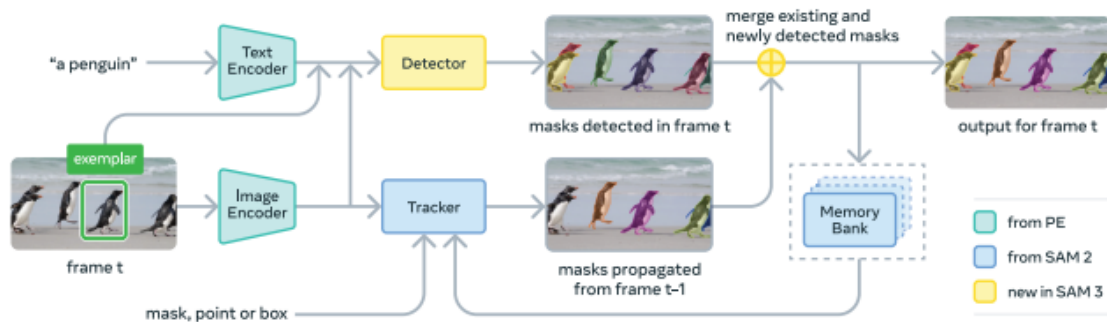 "a penguin"
Text
Encoder
Detector
masks detected in frame t
merge existing and
newly detected masks
output for frame t
exemplar
frame t
Image
Encoder
Tracker
masks propagated
from frame t–1
Memory
Bank
mask, point or box
from PE
from SAM 2
new in SAM 3